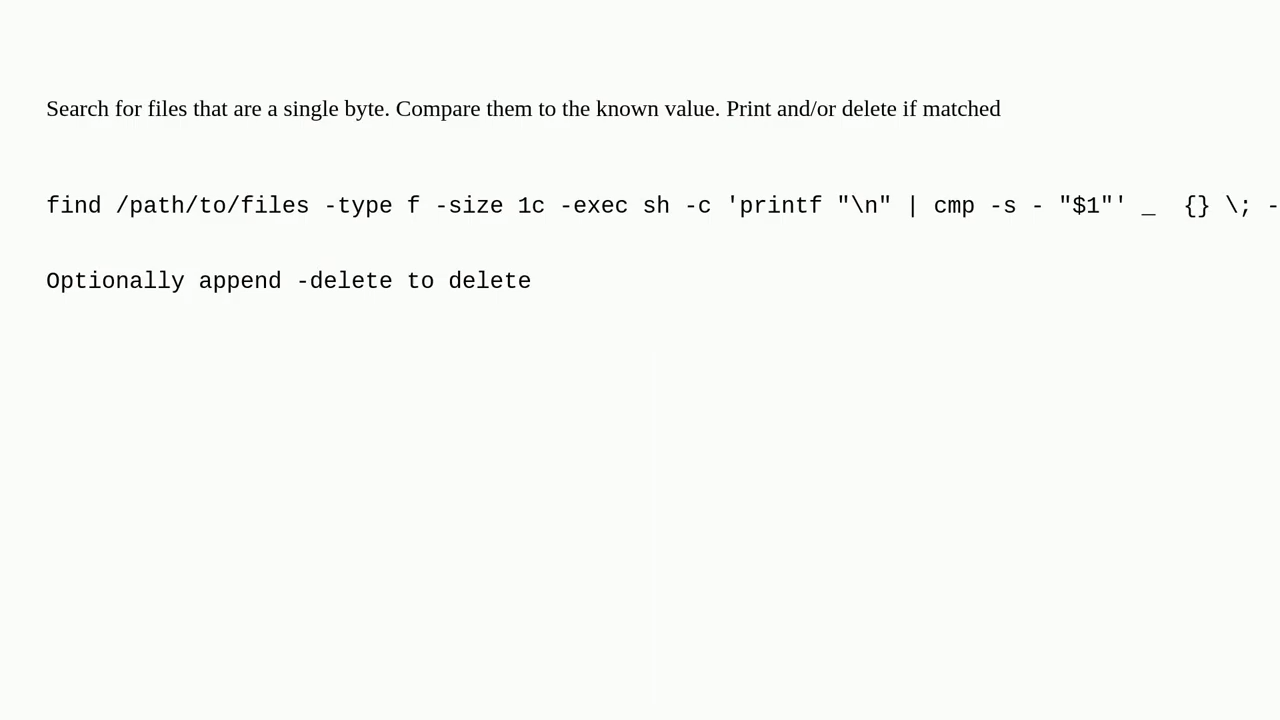 Search for files that are a single byte. Compare them to the known value. Print and/or delete if matched
find /path/to/files -type f -size 1c -exec sh -c 'printf "\n" | cmp -s - "$1"' _  {} \; -
Optionally append -delete to delete